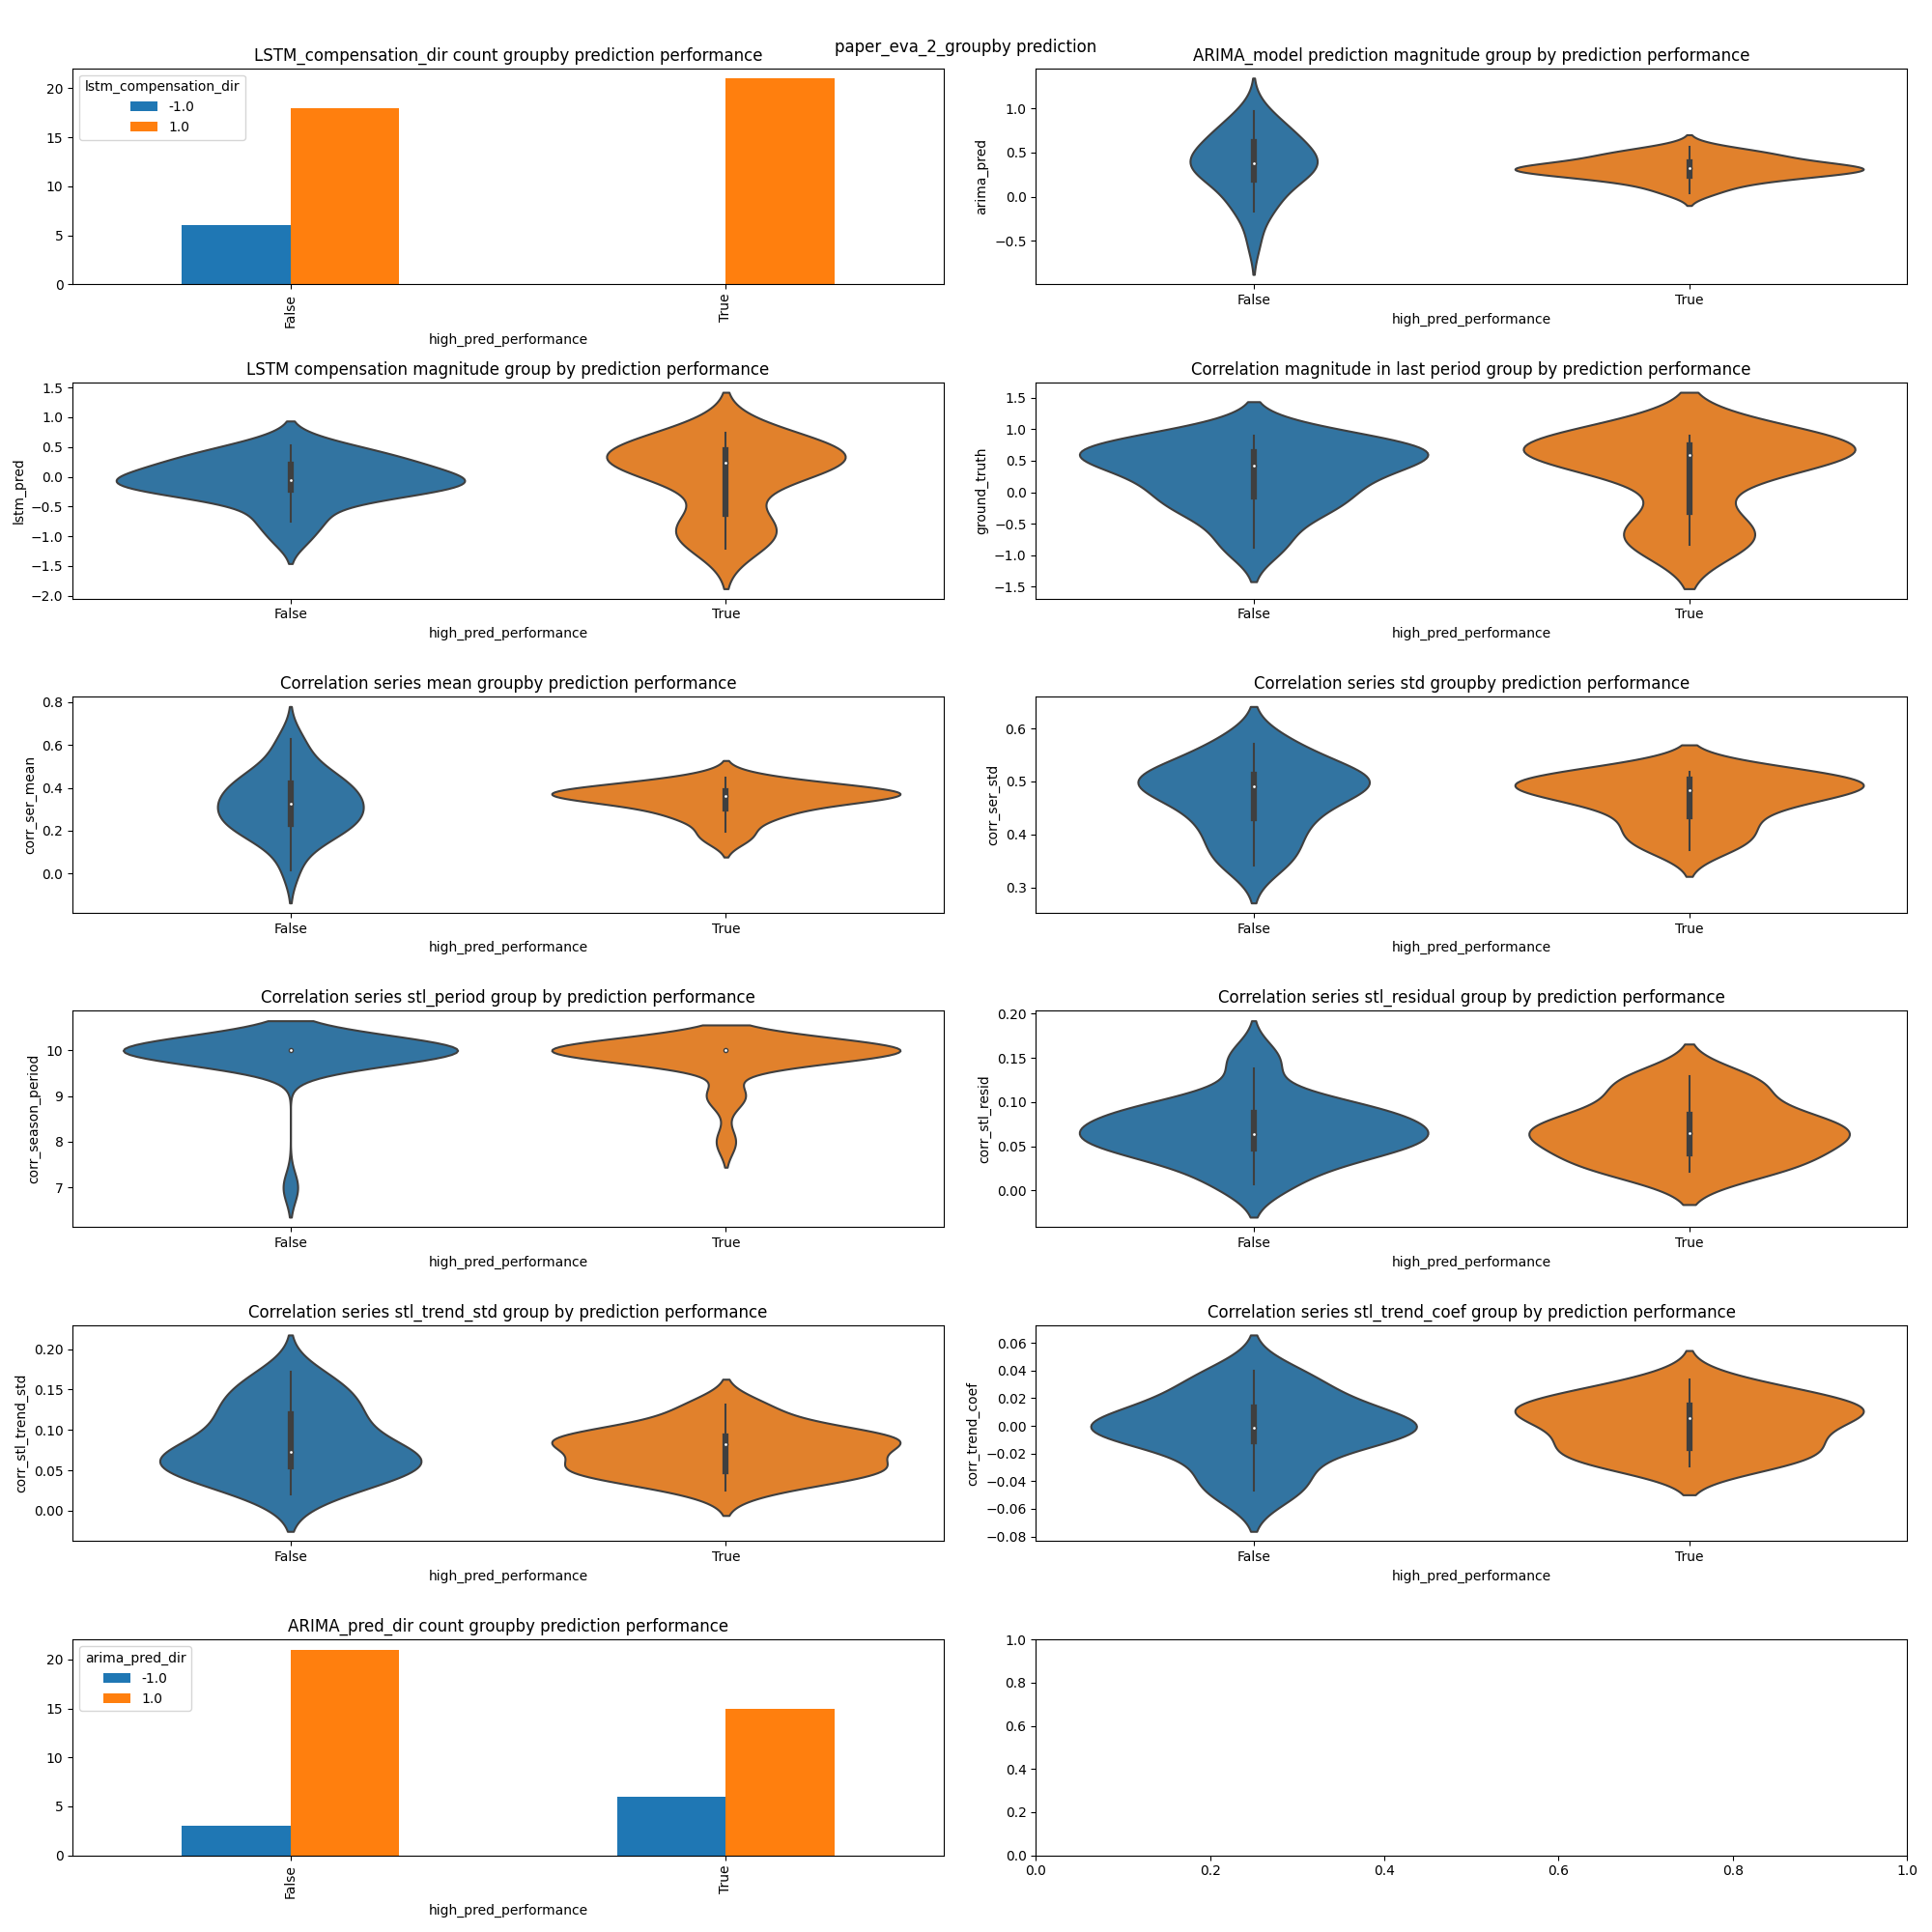 paper_eva_2_groupby prediction
LSTM_compensation_dir count groupby prediction performance
lstm_compensation_dir
-1.0
1.0
20
15
10
5
0
False
True
high_pred_performance
ARIMA_model prediction magnitude group by prediction performance
arima_pred
1.0
0.5
0.0
−0.5
False
True
high_pred_performance
LSTM compensation magnitude group by prediction performance
lstm_pred
1.5
1.0
0.5
0.0
−0.5
−1.0
−1.5
−2.0
False
True
high_pred_performance
Correlation magnitude in last period group by prediction performance
ground_truth
1.5
1.0
0.5
0.0
−0.5
−1.0
−1.5
False
True
high_pred_performance
Correlation series mean groupby prediction performance
corr_ser_mean
0.8
0.6
0.4
0.2
0.0
False
True
high_pred_performance
Correlation series std groupby prediction performance
corr_ser_std
0.6
0.5
0.4
0.3
False
True
high_pred_performance
Correlation series stl_period group by prediction performance
corr_season_period
10
9
8
7
False
True
high_pred_performance
Correlation series stl_residual group by prediction performance
corr_stl_resid
0.20
0.15
0.10
0.05
0.00
False
True
high_pred_performance
Correlation series stl_trend_std group by prediction performance
corr_stl_trend_std
0.20
0.15
0.10
0.05
0.00
False
True
high_pred_performance
Correlation series stl_trend_coef group by prediction performance
corr_trend_coef
0.06
0.04
0.02
0.00
−0.02
−0.04
−0.06
−0.08
False
True
high_pred_performance
ARIMA_pred_dir count groupby prediction performance
arima_pred_dir
-1.0
1.0
20
15
10
5
0
False
True
high_pred_performance
1.0
0.8
0.6
0.4
0.2
0.0
0.0
0.2
0.4
0.6
0.8
1.0